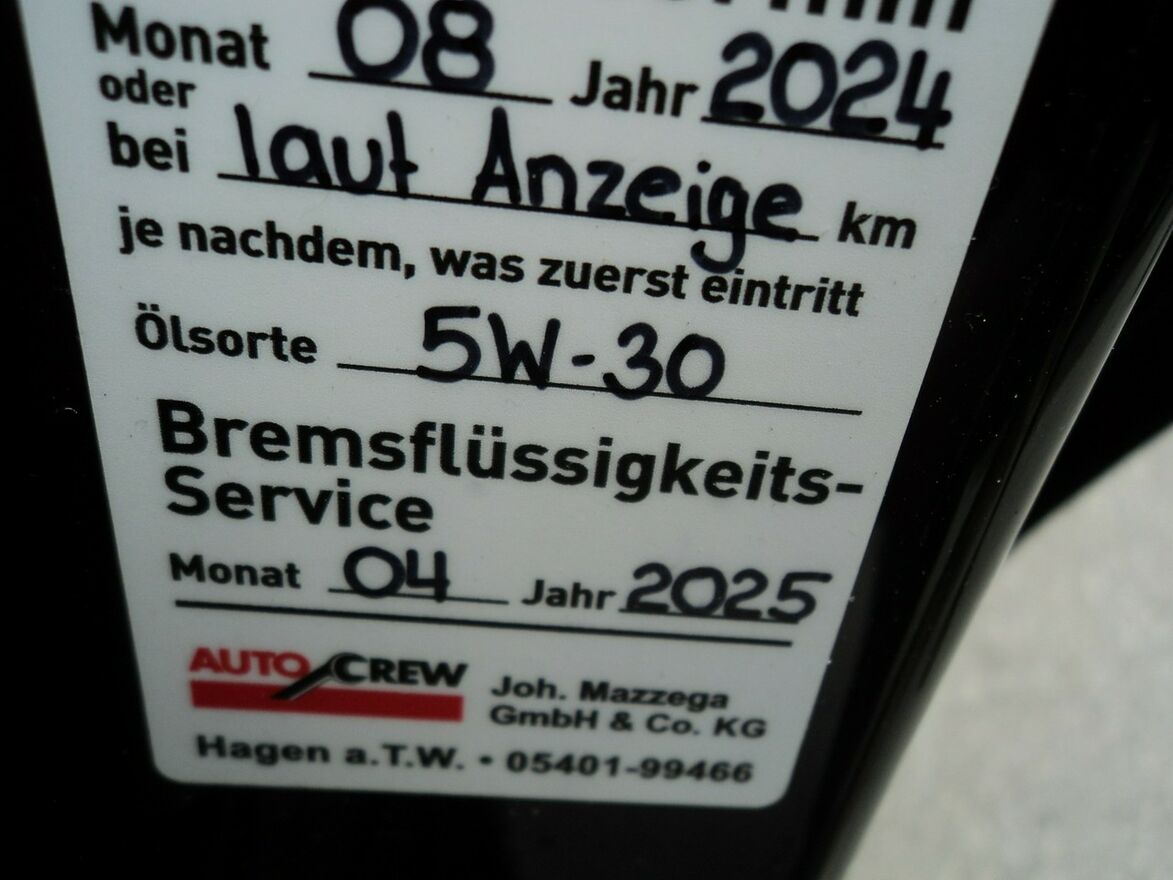 Monat 08 Jahr 2024
oder
bei laut Anzeige km
je nachdem, was zuerst eintritt
Ölsorte 5W-30
Bremsflüssigkeits-
Service
Monat 04 Jahr 2025
AUTO CREW Joh. Mazzega
GmbH & Co. KG
Hagen a.T.W. • 05401-99466